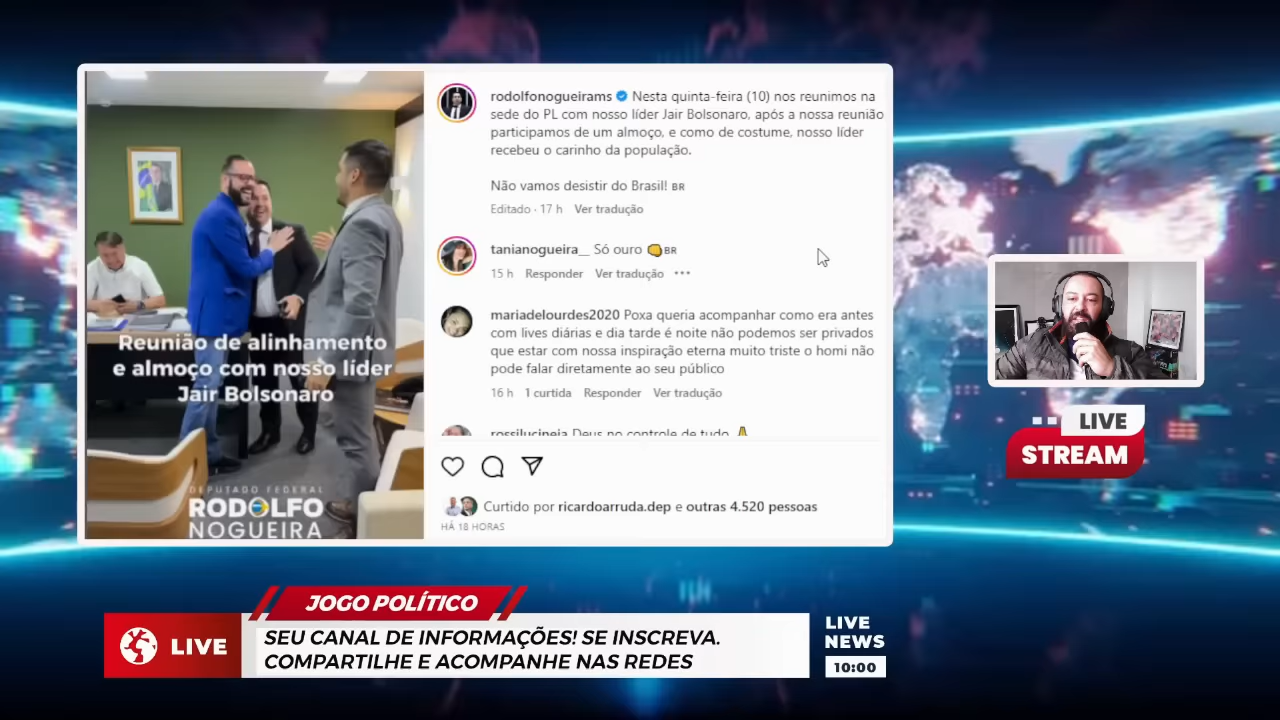 rodolfonogueirams Nesta quinta-feira (10) nos reunimos na
sede do PL com nosso líder Jair Bolsonaro, após a nossa reunião
participamos de um almoço, e como de costume, nosso líder
recebeu o carinho da população.
Não vamos desistir do Brasil! BR
Editado · 17 h Ver tradução
tanianogueira__ Só ouro BR
15 h Responder Ver tradução •••
mariadelourdes2020 Poxa queria acompanhar como era antes
com lives diárias e dia tarde é noite não podemos ser privados
que estar com nossa inspiração eterna muito triste o homi não
pode falar diretamente ao seu público
16 h 1 curtida Responder Ver tradução
rossilucineia Deus no controle de tudo
Curtido por ricardoarruda.dep e outras 4.520 pessoas
HÁ 18 HORAS
Reunião de alinhamento
e almoço com nosso líder
Jair Bolsonaro
DEPUTADO FEDERAL
RODOLFO
NOGUEIRA
LIVE
STREAM
JOGO POLÍTICO
LIVE
SEU CANAL DE INFORMAÇÕES! SE INSCREVA.
COMPARTILHE E ACOMPANHE NAS REDES
LIVE
NEWS
10:00